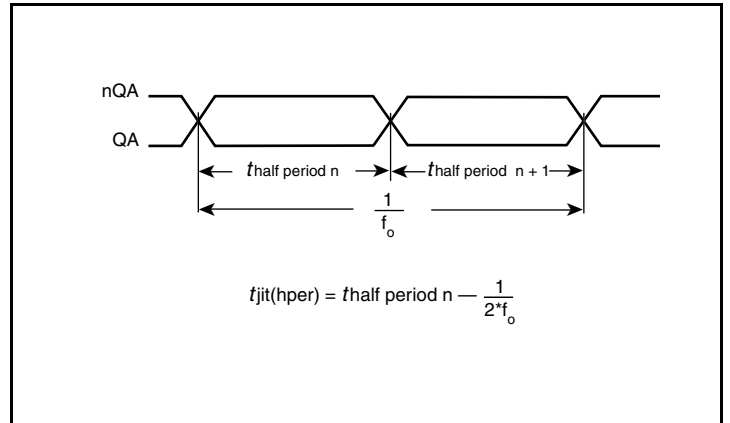 nQA
QA
thalf period n
thalf period n + 1
1
fo
tjit(hper) = thalf period n — 1
2*fo